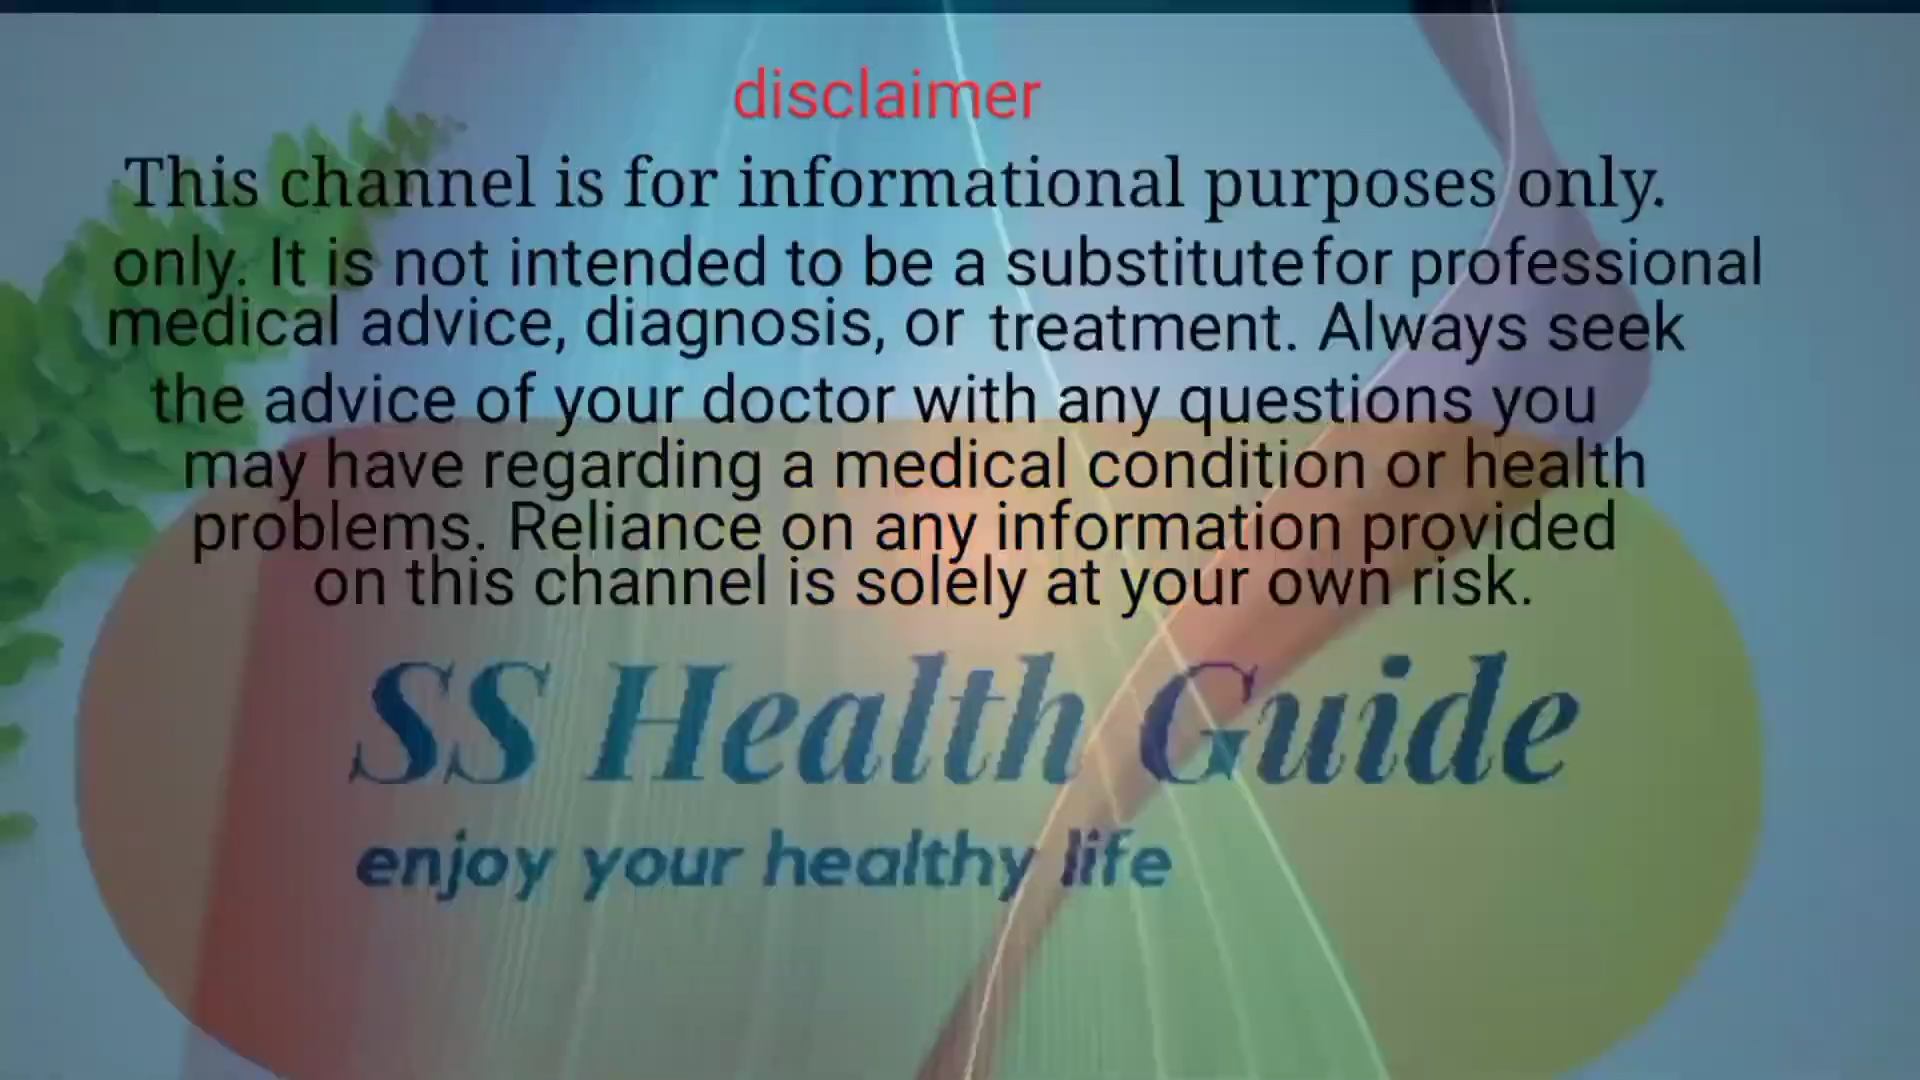 disclaimer
This channel is for informational purposes only.
only. It is not intended to be a substitute for professional
medical advice, diagnosis, or treatment. Always seek
the advice of your doctor with any questions you
may have regarding a medical condition or health
problems. Reliance on any information provided
on this channel is solely at your own risk.
SS Health Guide
enjoy your healthy life